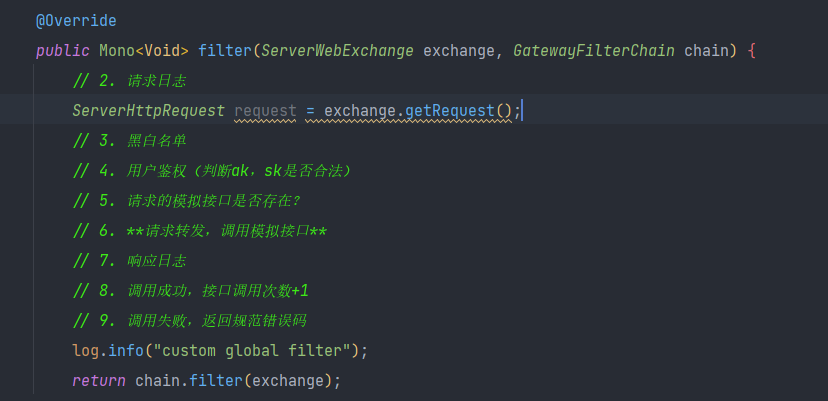 @Override
public Mono<Void> filter(ServerWebExchange exchange, GatewayFilterChain chain) {
// 2. 请求日志
ServerHttpRequest request = exchange.getRequest();
// 3. 黑白名单
// 4. 用户鉴权（判断ak，sk是否合法）
// 5. 请求的模拟接口是否存在？
// 6. **请求转发，调用模拟接口**
// 7. 响应日志
// 8. 调用成功，接口调用次数+1
// 9. 调用失败，返回规范错误码
log.info("custom global filter");
return chain.filter(exchange);